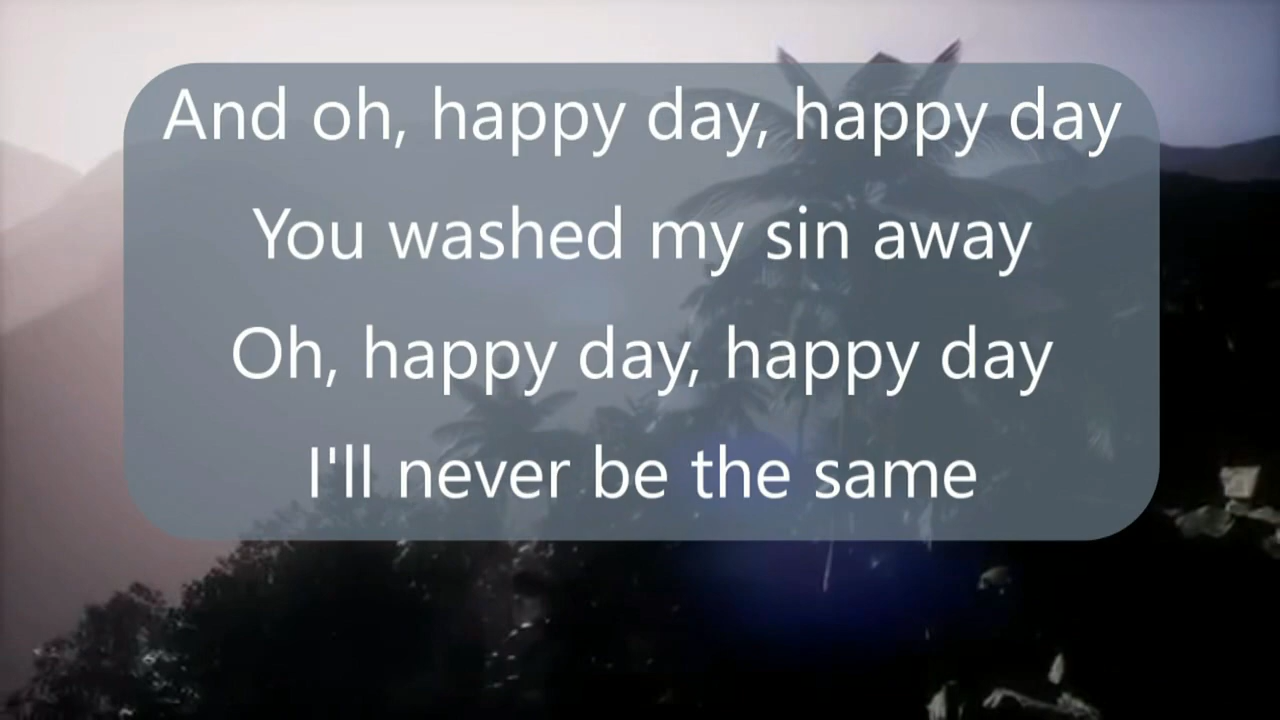 And oh, happy day, happy day
You washed my sin away
Oh, happy day, happy day
I'll never be the same